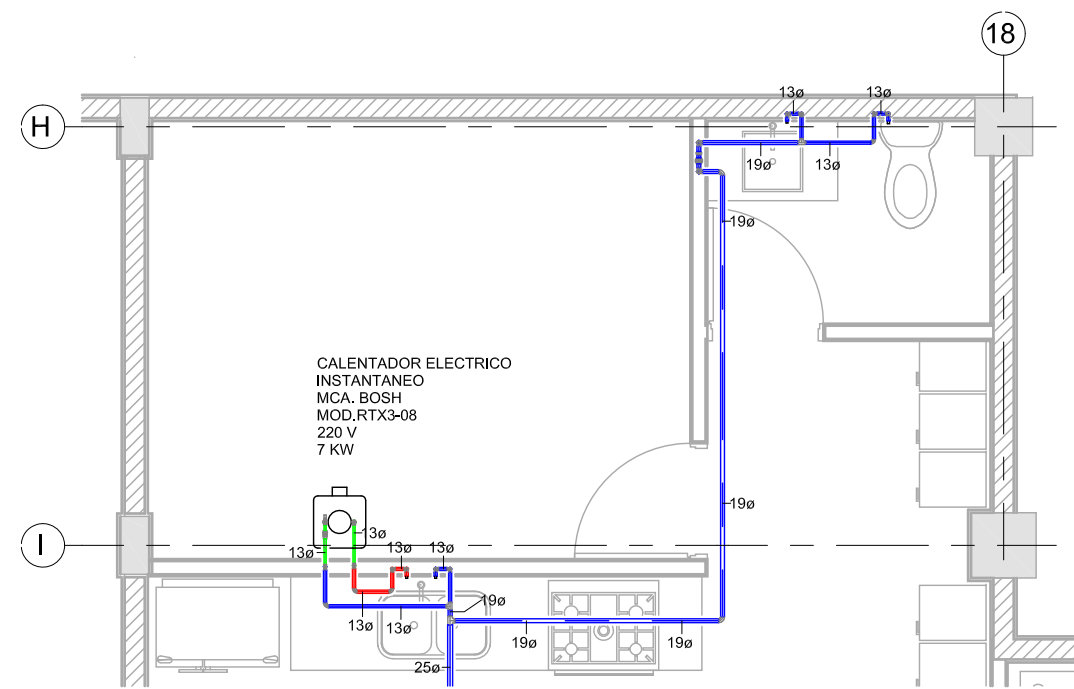 18
13ø
13ø
H
19ø
13ø
19ø
CALENTADOR ELECTRICO
INSTANTANEO
MCA. BOSH
MOD.RTX3-08
220 V
7 KW
19ø
13ø
I
13ø
13ø
13ø
19ø
13ø
13ø
19ø
19ø
25ø